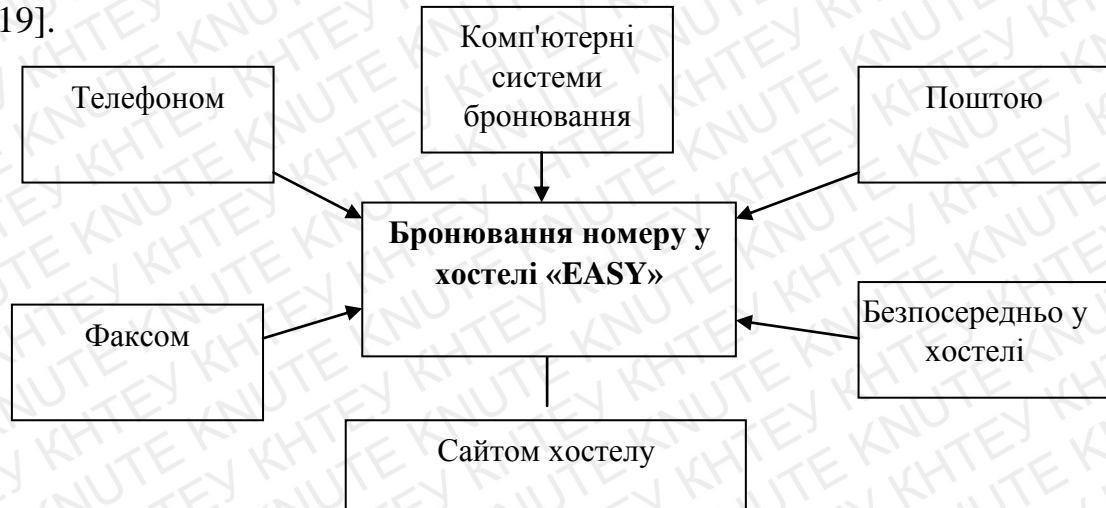 19].
Комп'ютерні
системи
бронювання
Телефоном
Поштою
Бронювання номеру у
хостелі «EASY»
Факсом
Безпосередньо у
хостелі
Сайтом хостелу